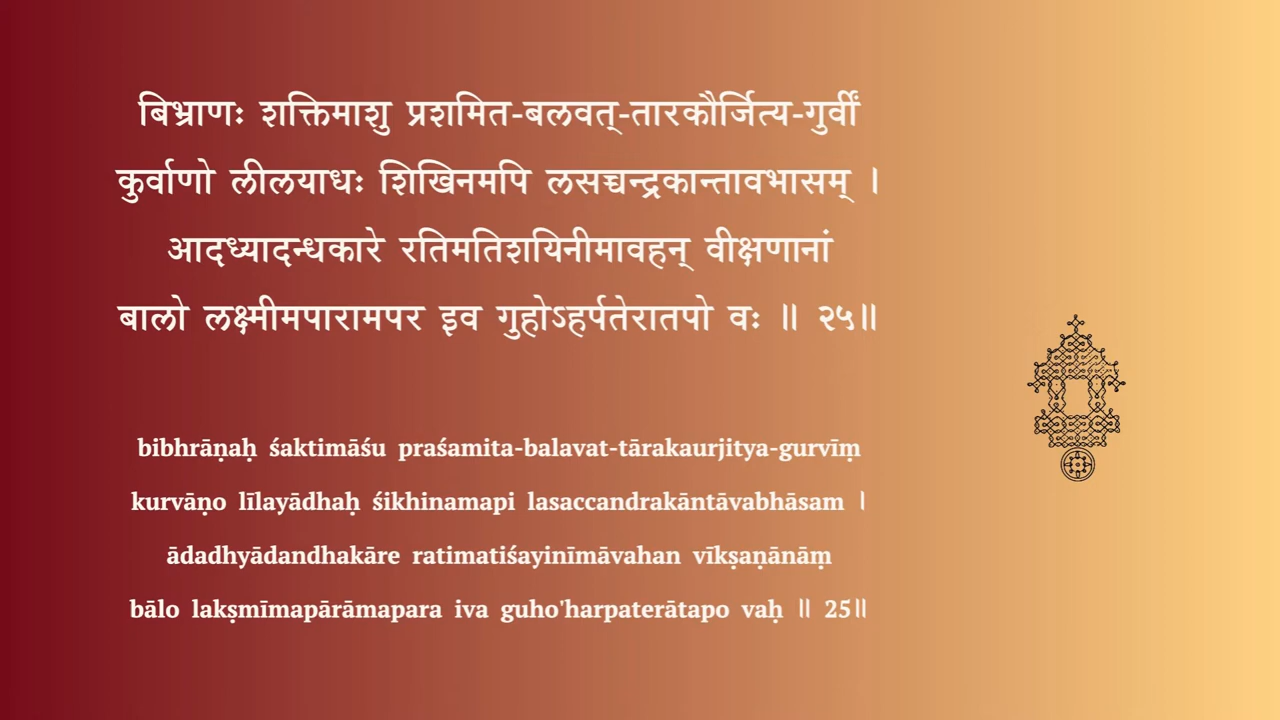 बिभ्राणः शक्तिमाशु प्रशमित-बलवत्-तारकौर्जित्य-गुर्वीं
कुर्वाणो लीलयाधः शिखिनमपि लसच्चन्द्रकान्तावभासम् ।
आदध्यादन्धकारे रतिमतिशयिनीमावहन् वीक्षणानां
बालो लक्ष्मीमपारामपर इव गुहोऽहर्पतेरातपो वः ॥ २५॥
bibhrāṇaḥ śaktimāśu praśamita-balavat-tārakaurjitya-gurvīṃ
kurvāṇo līlayādhaḥ śikhinamapi lasaccandrakāntāvabhāsam ।
ādadhyādandhakāre ratimatiśayinīmāvahan vīkṣaṇānāṃ
bālo lakṣmīmapārāmapara iva guho'harpaterātapo vaḥ ॥ 25॥